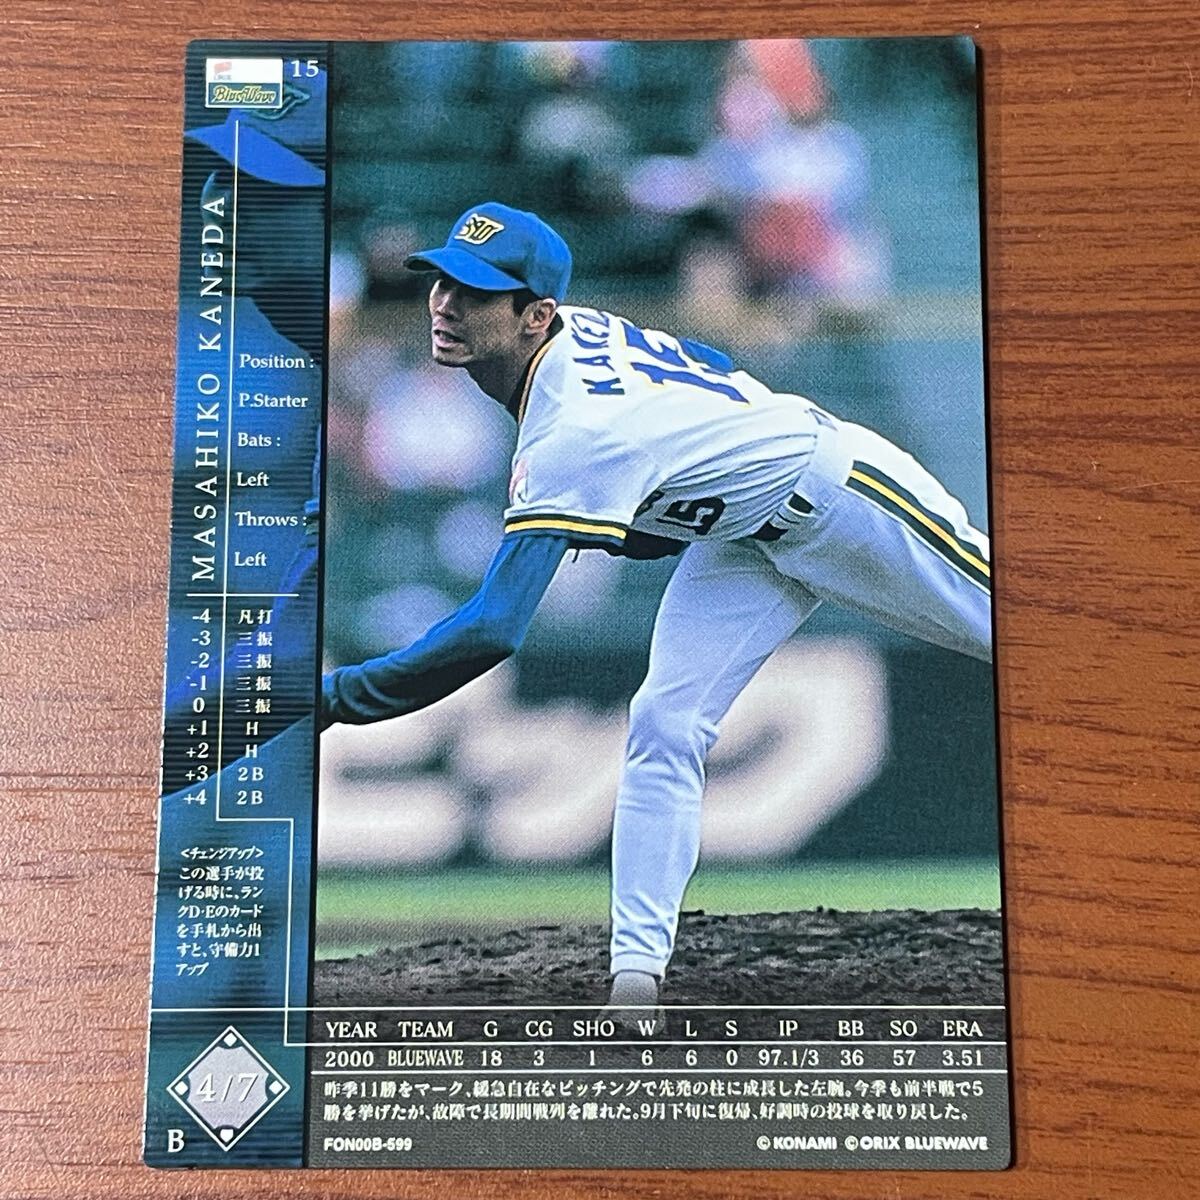 BlueWave
15
MASAHIKO KANEDA
Position :
P.Starter
Bats :
Left
Throws :
Left
-4 凡打
-3 三振
-2 三振
-1 三振
0 三振
+1 H
+2 H
+3 2B
+4 2B
<チェンジアップ>
この選手が投
げる時に、ラン
クD·Eのカード
を手札から出
すと、守備力1
アップ
4/7
B
15
YEAR TEAM G CG SHO W L S IP BB SO ERA
2000 BLUEWAVE 18 3 1 6 6 0 97.1/3 36 57 3.51
昨季11勝をマーク、緩急自在なピッチングで先発の柱に成長した左腕。今季も前半戦で5
勝を挙げたが、故障で長期間戦列を離れた。9月下旬に復帰、好調時の投球を取り戻した。
FON00B-599
©KONAMI ©ORIX BLUEWAVE